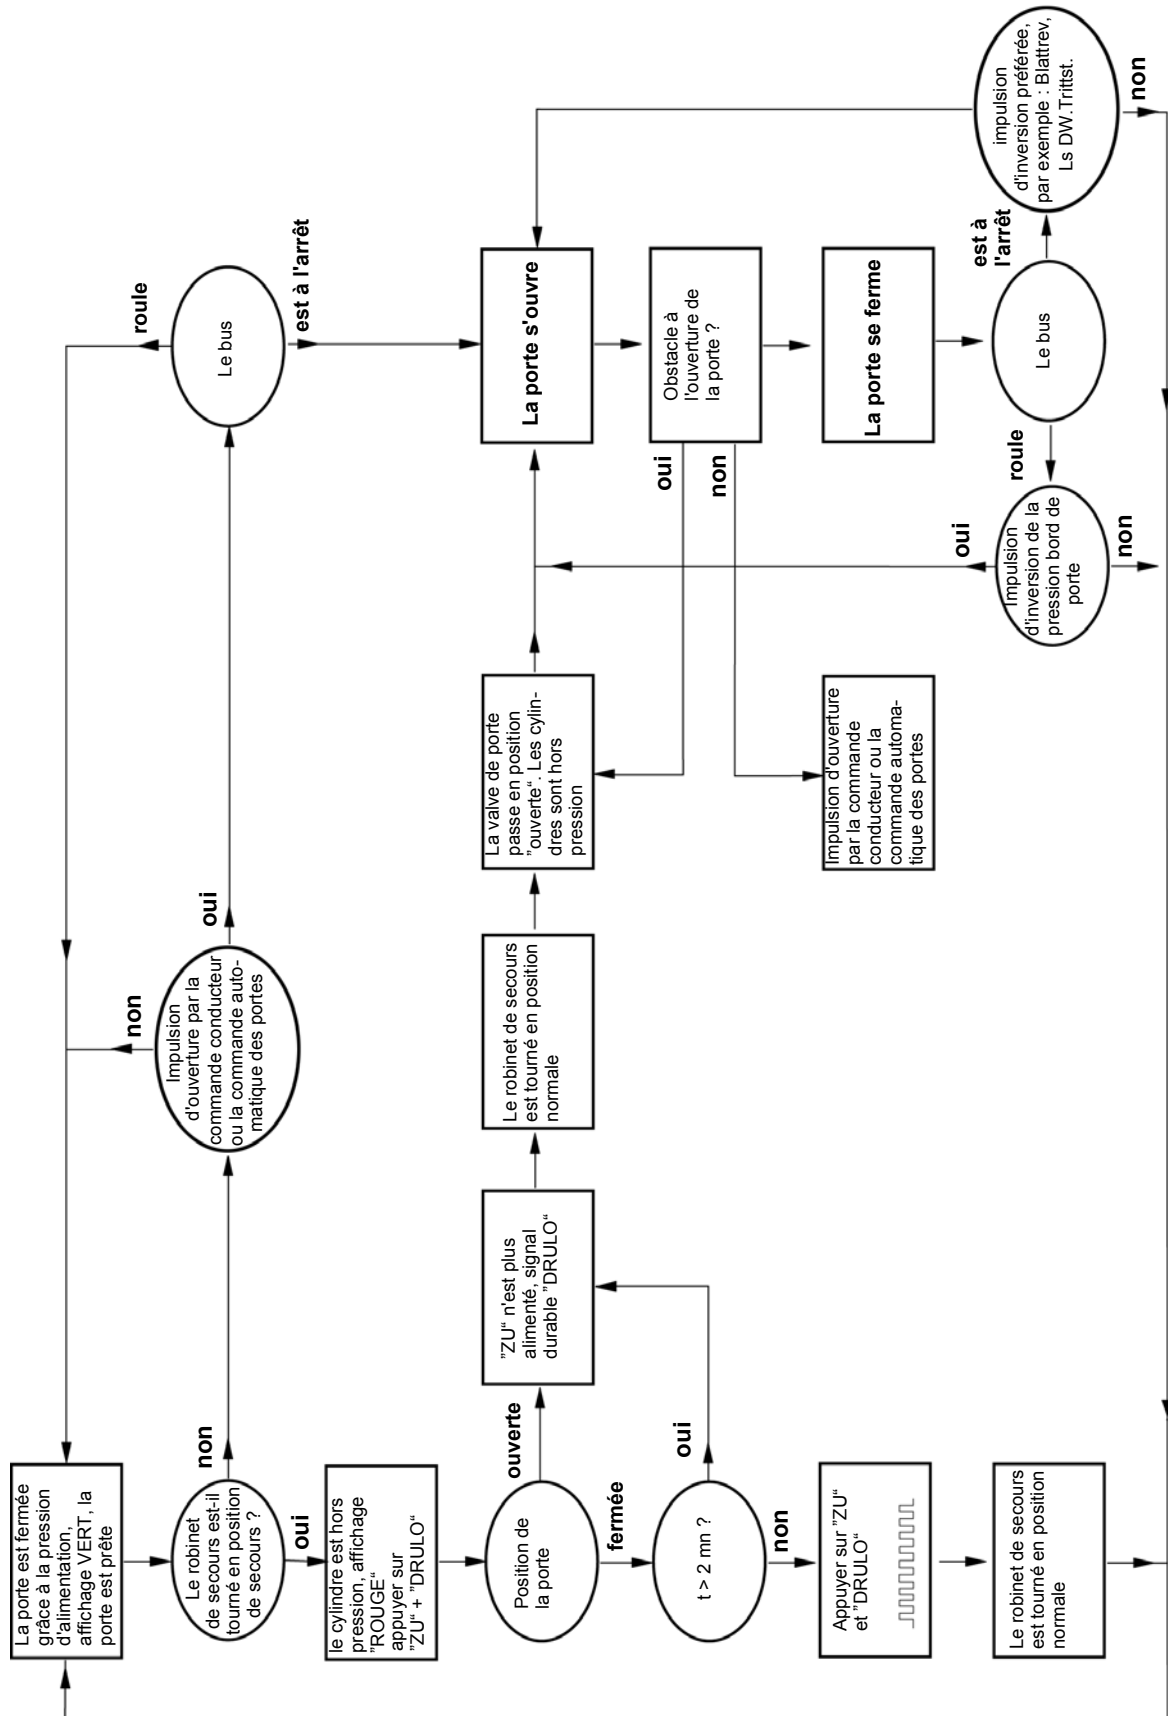 La porte est fermée
grâce à la pression
d'alimentation,
affichage VERT, la
porte est prête
Le robinet
de secours est-il
tourné en position
de secours ?
non
oui
Impulsion
d'ouverture par la
commande conducteur
ou la commande auto-
matique des portes
non
oui
Le bus
roule
est à l'arrêt
le cylindre est hors
pression, affichage
"ROUGE“
appuyer sur
"ZU“ + "DRULO“
Position de
la porte
ouverte
fermée
"ZU“ n'est plus
alimenté, signal
durable "DRULO“
Le robinet de secours
est tourné en position
normale
La valve de porte
passe en position
"ouverte“. Les cylin-
dres sont hors
pression
La porte s'ouvre
t > 2 mn ?
oui
non
Obstacle à
l'ouverture de
la porte ?
oui
non
Appuyer sur "ZU“
et "DRULO“
Impulsion d'ouverture
par la commande
conducteur ou la
commande automa-
tique des portes
La porte se ferme
Le robinet de secours
est tourné en position
normale
Impulsion
d'inversion de la
pression bord de
porte
oui
non
Le bus
roule
est à
l'arrêt
impulsion
d'inversion préférée,
par exemple : Blattrev,
Ls DW.Trittst.
non